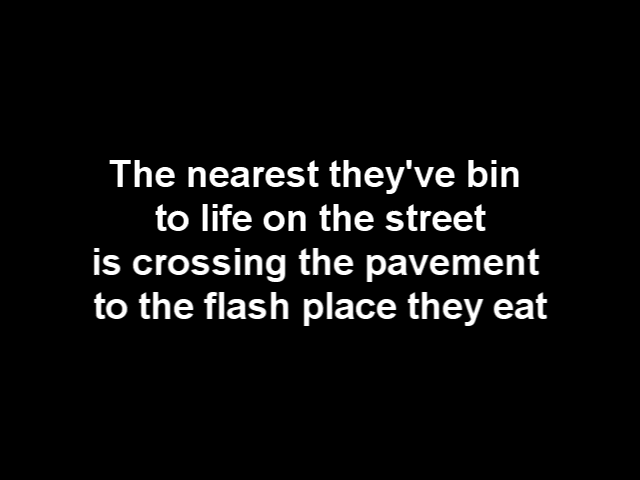 The nearest they've bin
to life on the street
is crossing the pavement
to the flash place they eat